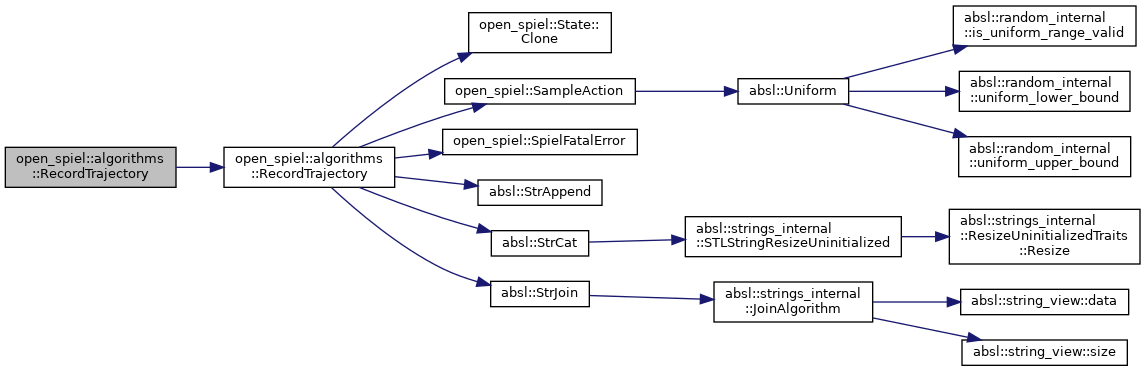 open_spiel::algorithms
::RecordTrajectory
open_spiel::algorithms
::RecordTrajectory
open_spiel::State::
Clone
open_spiel::SampleAction
open_spiel::SpielFatalError
absl::StrAppend
absl::StrCat
absl::StrJoin
absl::Uniform
absl::strings_internal
::STLStringResizeUninitialized
absl::strings_internal
::JoinAlgorithm
absl::random_internal
::is_uniform_range_valid
absl::random_internal
::uniform_lower_bound
absl::random_internal
::uniform_upper_bound
absl::strings_internal
::ResizeUninitializedTraits
::Resize
absl::string_view::data
absl::string_view::size